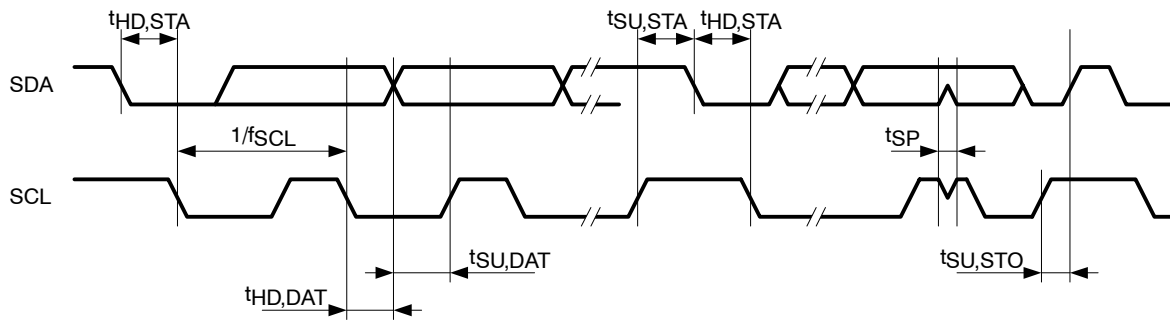 tHD,STA
tSU,STA
tHD,STA
SDA
1/fSCL
tSP
SCL
tSU,DAT
tSU,STO
tHD,DAT